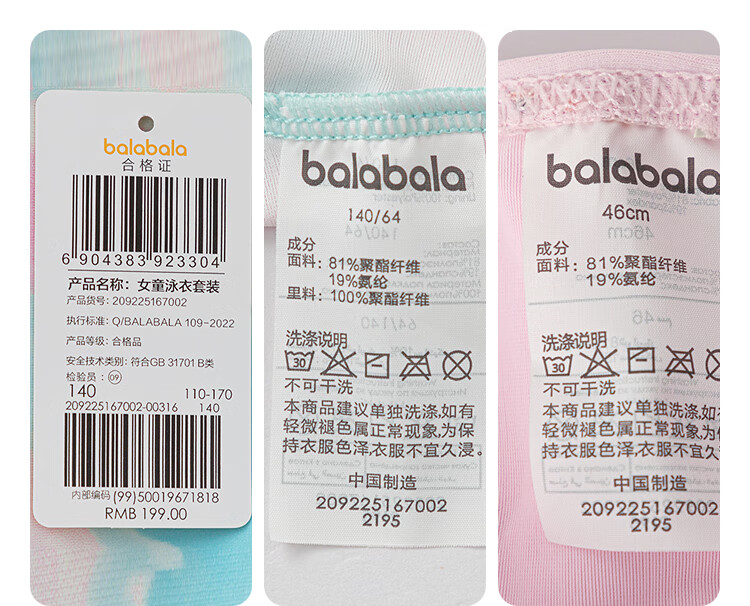 balabala
合格证
6 904383 923304
产品名称: 女童泳衣套装
产品货号: 209225167002
执行标准: Q/BALABALA 109-2022
产品等级: 合格品
安全技术类别: 符合GB 31701 B类
检验员: 09
140 110-170
209225167002-00316 140
内部编码 (99)50019671818
RMB 199.00
balabala
140/64
成分
面料: 81%聚酯纤维
19%氨纶
里料: 100%聚酯纤维
洗涤说明
30
不可干洗
本商品建议单独洗涤,如有
轻微褪色属正常现象,为保
持衣服色泽,衣服不宜久浸。
中国制造
209225167002
2195
balabala
46cm
成分
面料: 81%聚酯纤维
19%氨纶
洗涤说明
30
不可干洗
本商品建议单独洗涤,如
轻微褪色属正常现象,为
持衣服色泽,衣服不宜久
中国制造
209225167002
2195